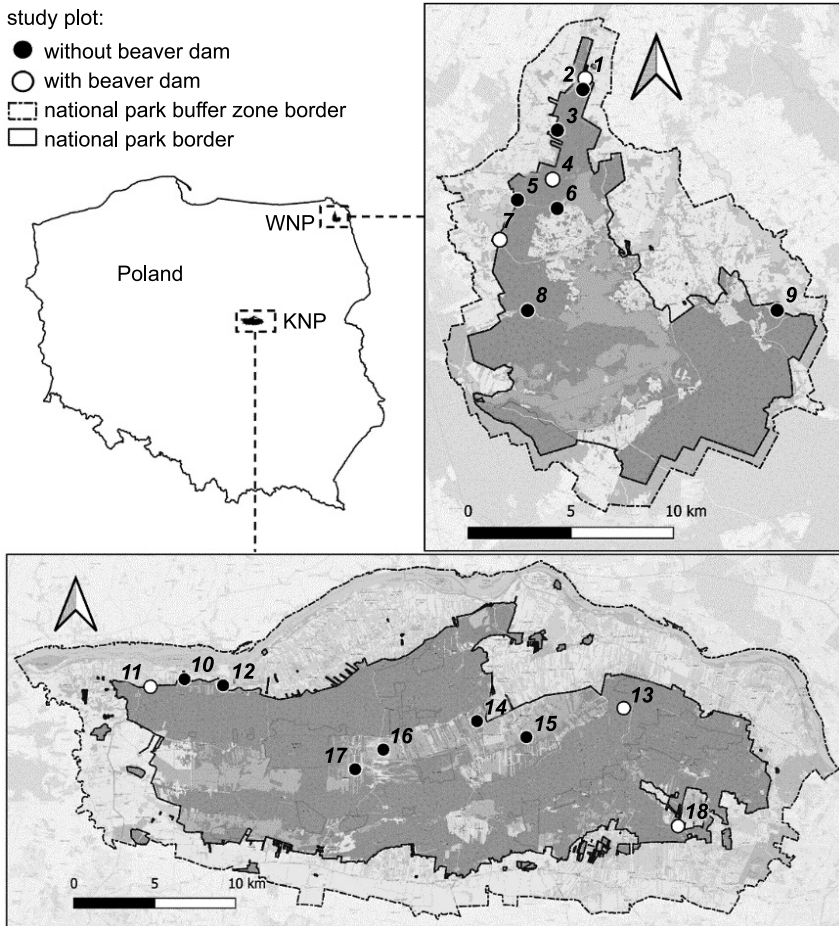 study plot:
without beaver dam
with beaver dam
national park buffer zone border
national park border
WNP
Poland
KNP
1
2
3
4
5
6
7
8
9
0 5 10 km
10
11
12
13
14
15
16
17
18
0 5 10 km